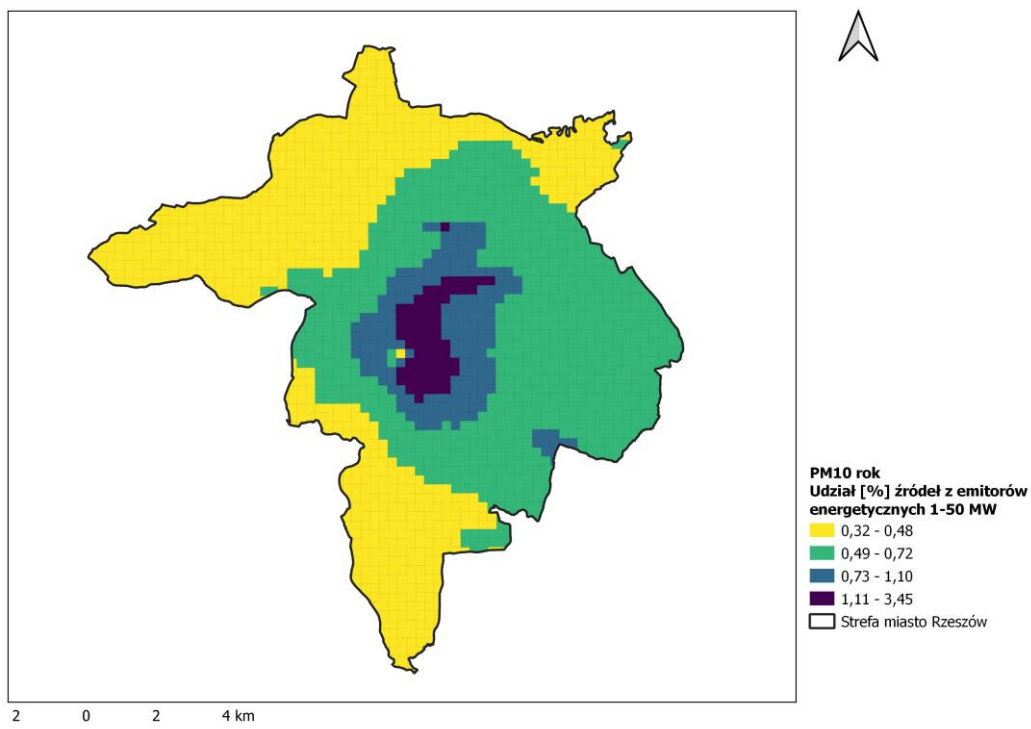 PM10 rok
Udział [%] źródeł z emitorów
energetycznych 1-50 MW
0,32 - 0,48
0,49 - 0,72
0,73 - 1,10
1,11 - 3,45
Strefa miasto Rzeszów
2 0 2 4 km